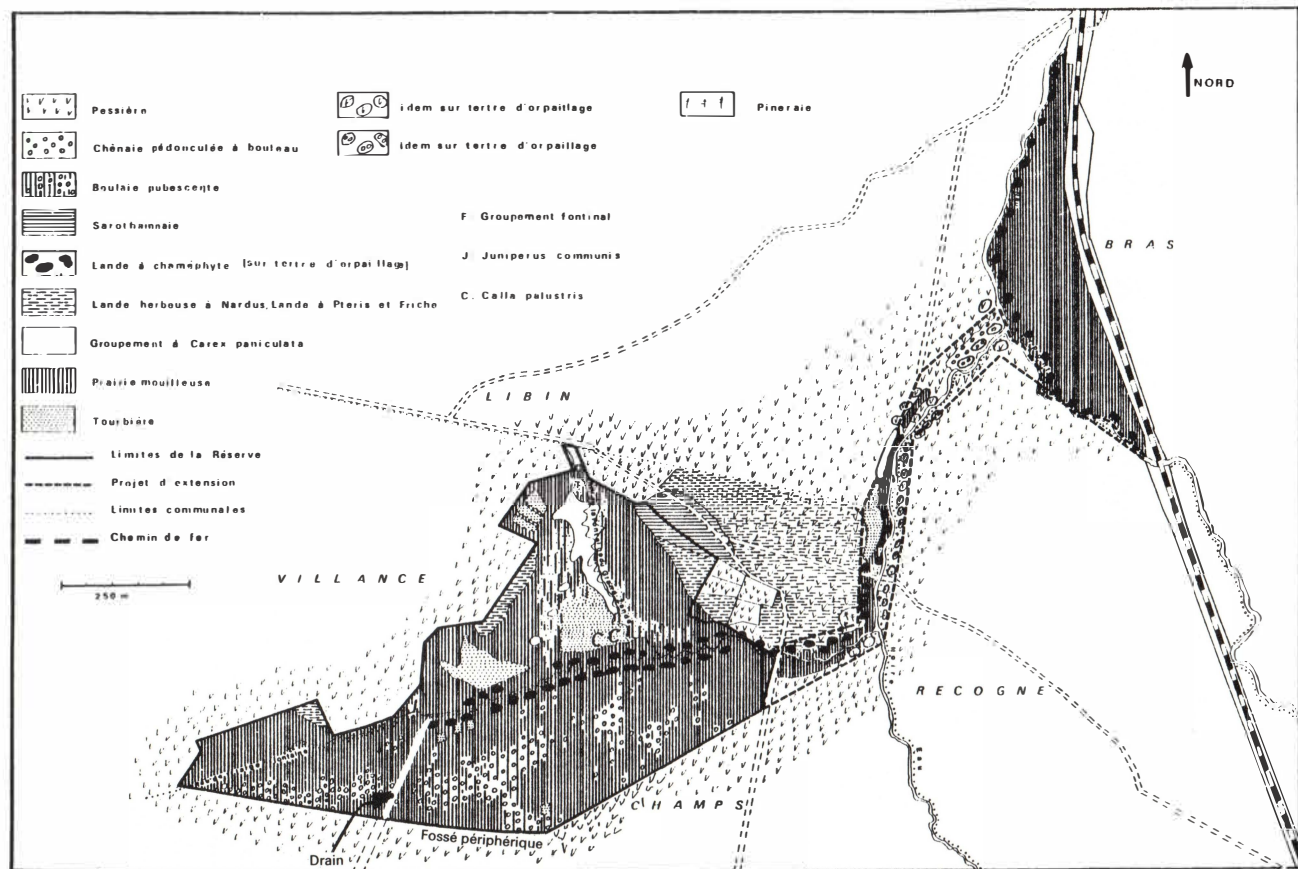 NORD
Pessièrn
idem sur tertre d'orpaillage
Pineraie
Chênaie pédonculée à bouleau
idem sur tertre d'orpaillage
Boulaie pubescente
Sarothamnaie
F. Groupement fontinal
BRAS
Lande à chaméphyte [sur tertre d'orpaillage]
J. Juniperus communis
Lande herbeuse à Nardus, Lande à Pteris et Friche
C. Calla palustris
Groupement à Carex paniculata
Prairie mouilleuse
LIBIN
Tourbière
Limites de la Réserve
Projet d extension
Limites communales
Chemin de fer
VILLANCE
250 m
C C
RECOGNE
CHAMPS
Fossé périphérique
Drain